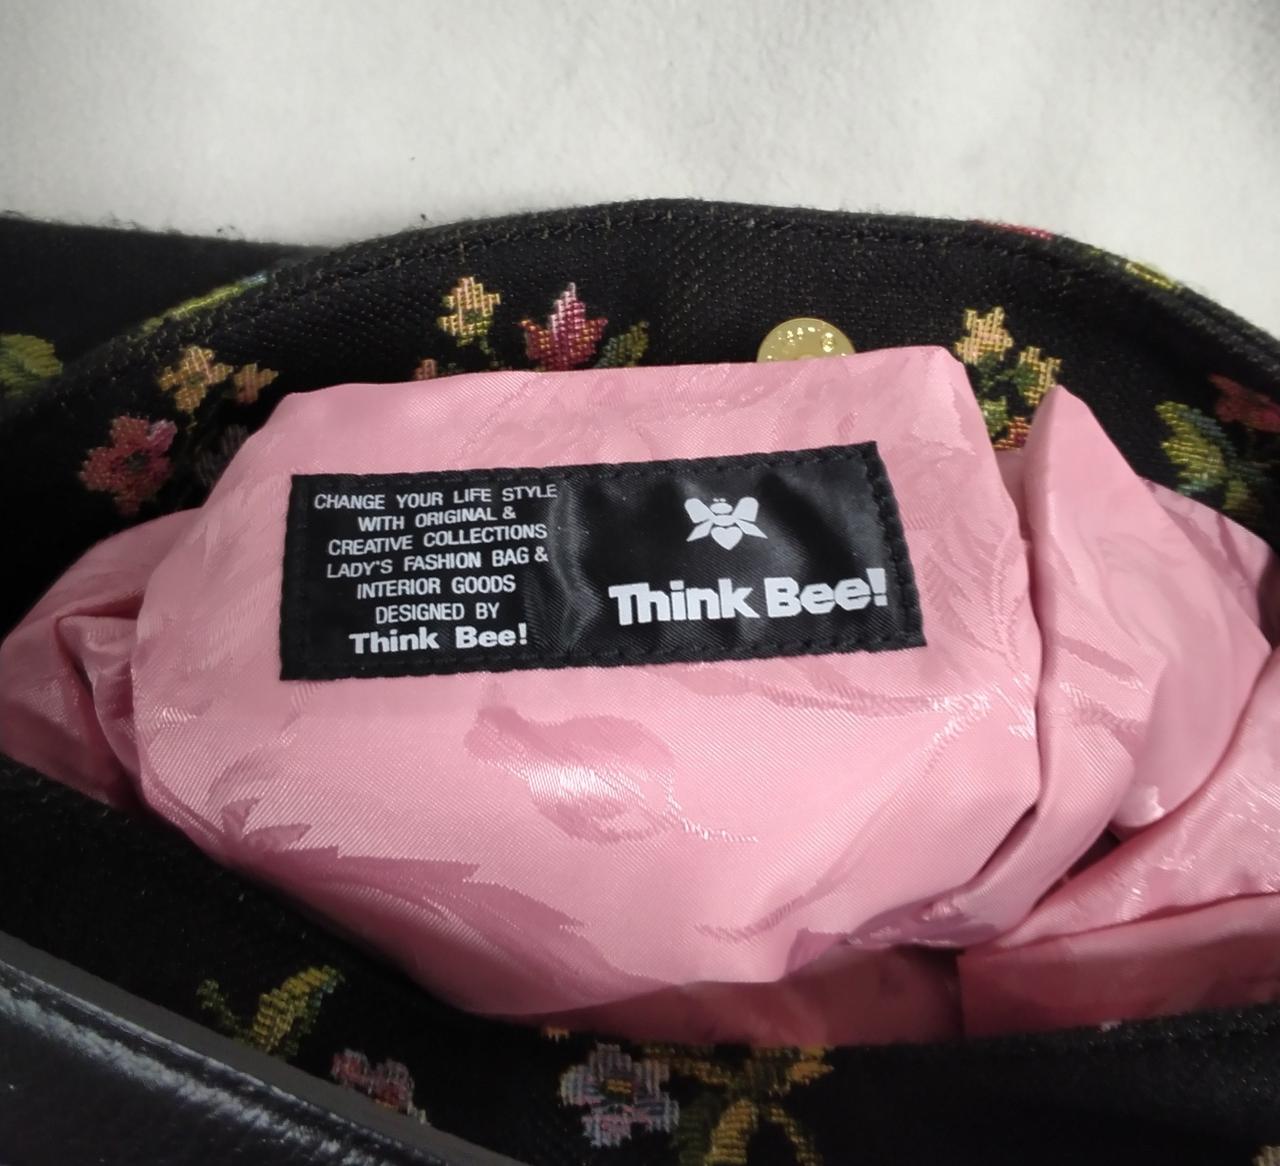 CHANGE YOUR LIFE STYLE
WITH ORIGINAL &
CREATIVE COLLECTIONS
LADY'S FASHION BAG &
INTERIOR GOODS
DESIGNED BY
Think Bee!
Think Bee!